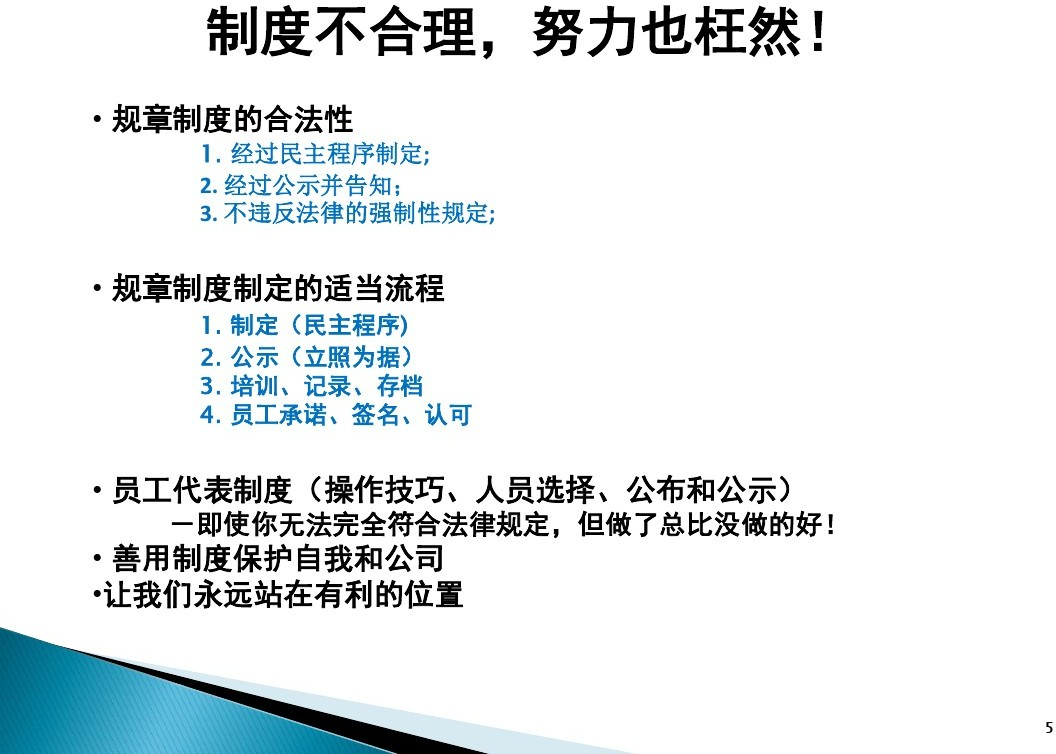 制度不合理，努力也枉然！
• 规章制度的合法性
1. 经过民主程序制定;
2. 经过公示并告知；
3. 不违反法律的强制性规定;
• 规章制度制定的适当流程
1. 制定（民主程序)
2. 公示（立照为据）
3. 培训、记录、存档
4. 员工承诺、签名、认可
• 员工代表制度（操作技巧、人员选择、公布和公示）
－即使你无法完全符合法律规定，但做了总比没做的好！
• 善用制度保护自我和公司
•让我们永远站在有利的位置
5